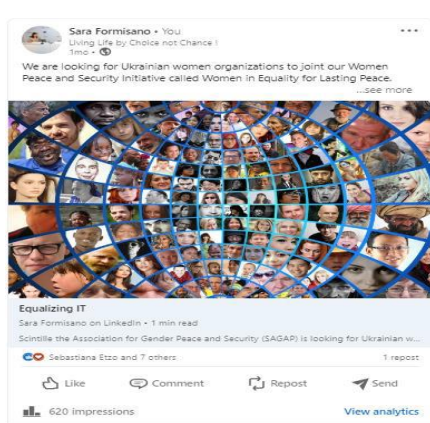 Sara Formisano • You
Living Life by Choice not Chance !
3mo •
We are looking for Ukrainian women organizations to joint our Women
Peace and Security Initiative called Women in Equality for Lasting Peace.
...see more
Equalizing IT
Sara Formisano on LinkedIn • 1 min read
Scintille the Association for Gender Peace and Security (SAGAP) is looking for Ukrainian w...
Sebastiana Etzo and 7 others 1 repost
Like Comment Repost Send
620 impressions View analytics